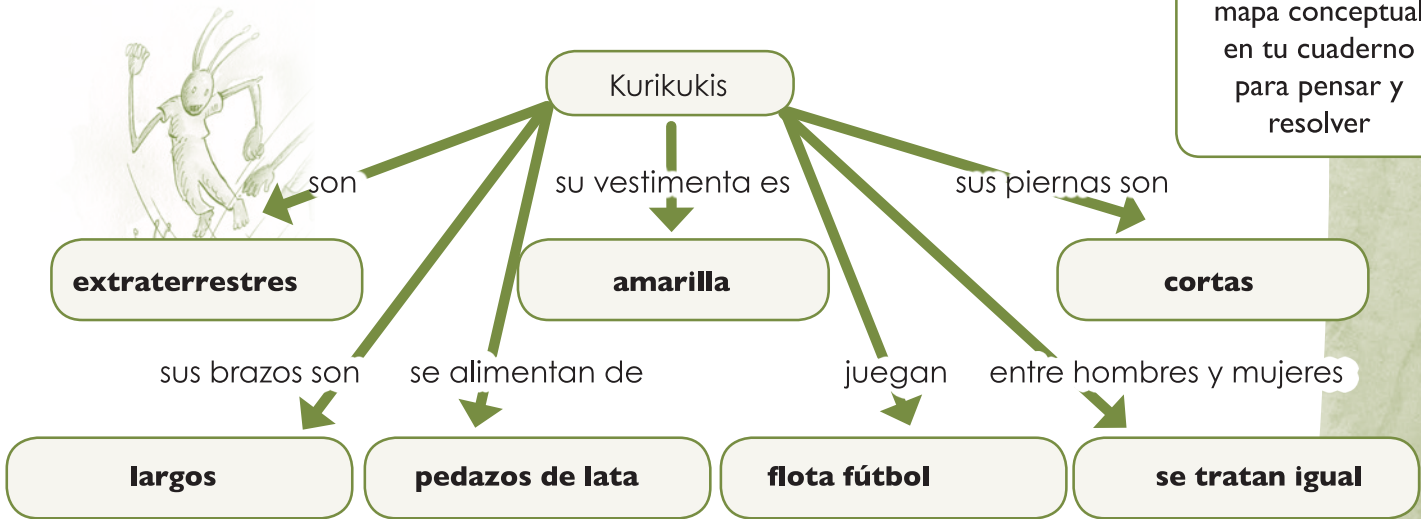 mapa conceptual
en tu cuaderno
para pensar y
resolver
Kurikukis
son
su vestimenta es
sus piernas son
extraterrestres
amarilla
cortas
sus brazos son
se alimentan de
juegan
entre hombres y mujeres
largos
pedazos de lata
flota fútbol
se tratan igual